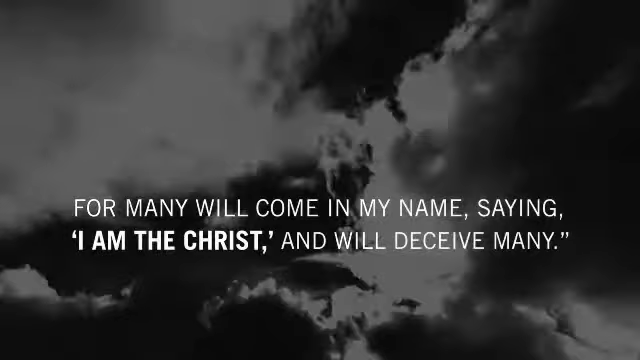 FOR MANY WILL COME IN MY NAME, SAYING,
‘I AM THE CHRIST,’ AND WILL DECEIVE MANY.”